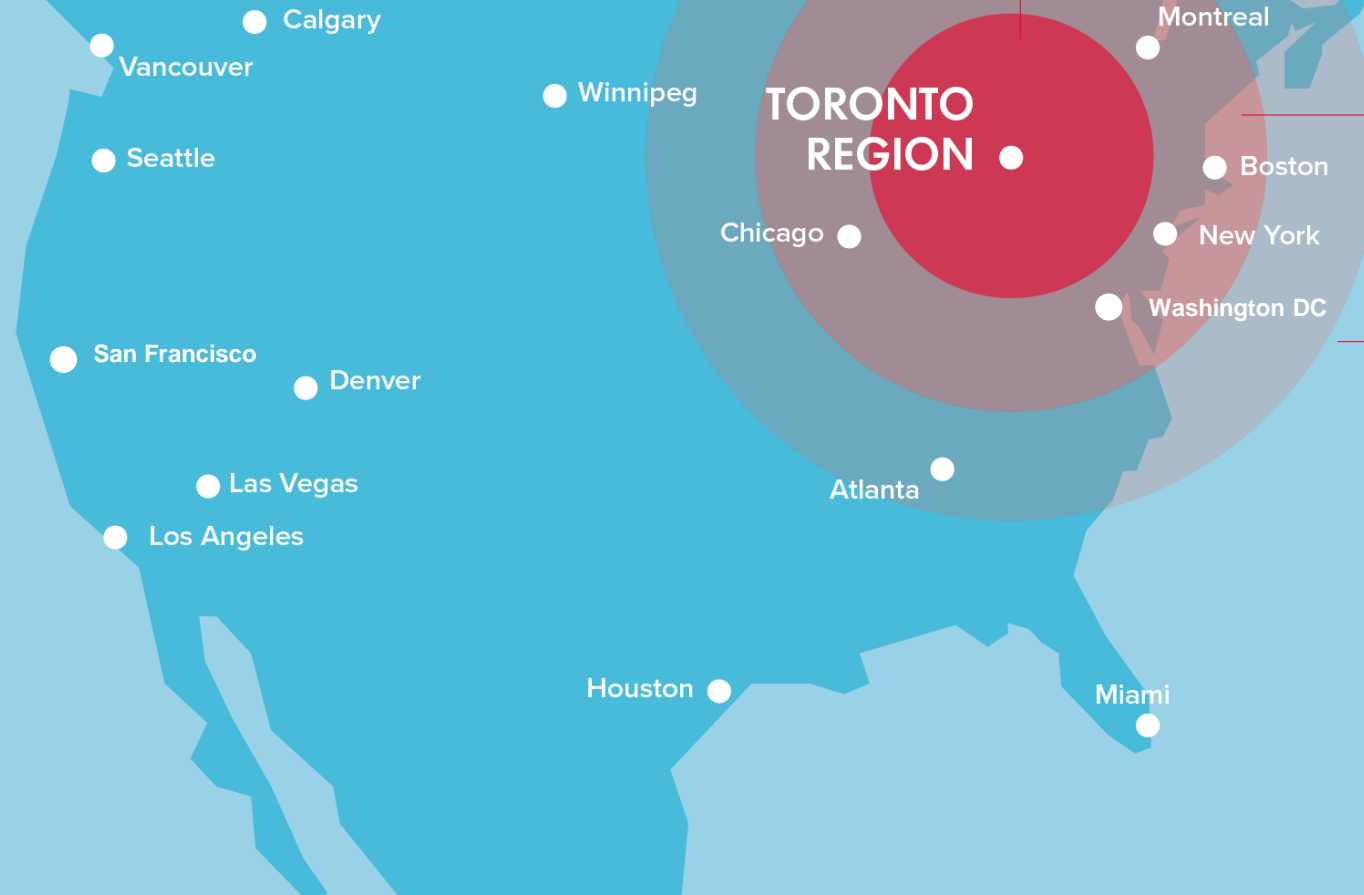 Calgary
Montreal
Vancouver
Winnipeg
TORONTO
REGION
Seattle
Boston
Chicago
New York
Washington DC
San Francisco
Denver
Las Vegas
Atlanta
Los Angeles
Houston
Miami